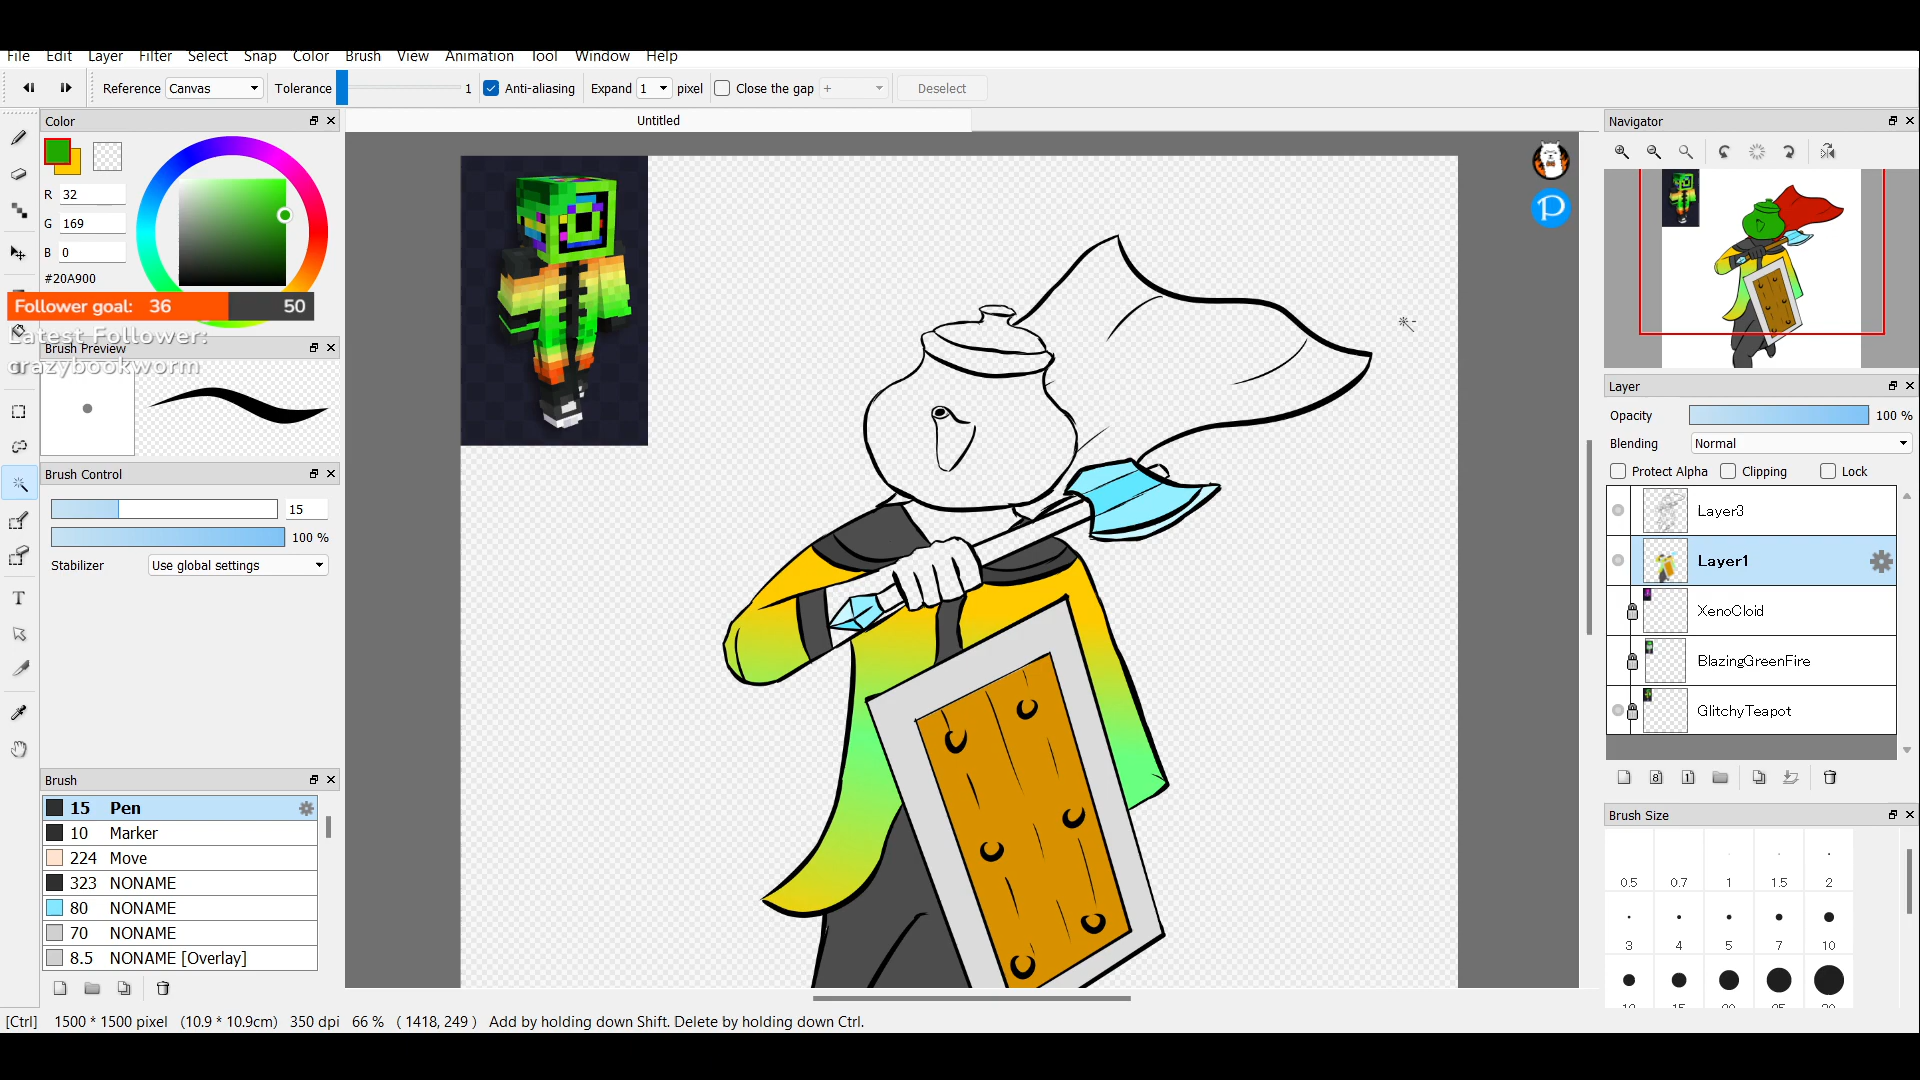 File Edit Layer Filter Select Snap Color Brush View Animation Tool Window Help
Reference Canvas Tolerance 1 Anti-aliasing Expand 1 pixel Close the gap + Deselect
Color
Untitled
Navigator
R 32
G 169
B 0
#20A900
Follower goal: 36 50
Latest Follower:
crazybookworm
Brush Preview
Layer
Opacity 100 %
Blending Normal
Protect Alpha Clipping Lock
Brush Control
15
100 %
Stabilizer Use global settings
Layer3
Layer1
XenoCloid
BlazingGreenFire
GlitchyTeapot
T
Brush
15 Pen
10 Marker
224 Move
323 NONAME
80 NONAME
70 NONAME
8.5 NONAME [Overlay]
Brush Size
0.5 0.7 1 1.5 2
3 4 5 7 10
[Ctrl] 1500 * 1500 pixel (10.9 * 10.9cm) 350 dpi 66 % ( 1418, 249 ) Add by holding down Shift. Delete by holding down Ctrl.